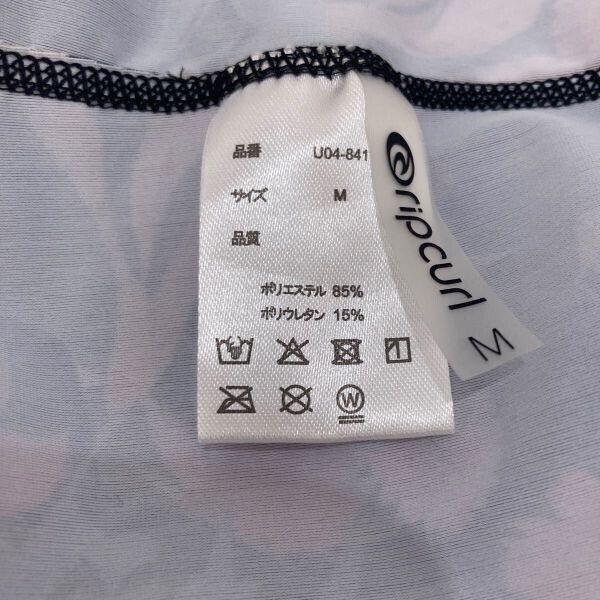 品番 U04-841
サイズ M
品質
ポリエステル 85%
ポリウレタン 15%
W
ripcurl
M